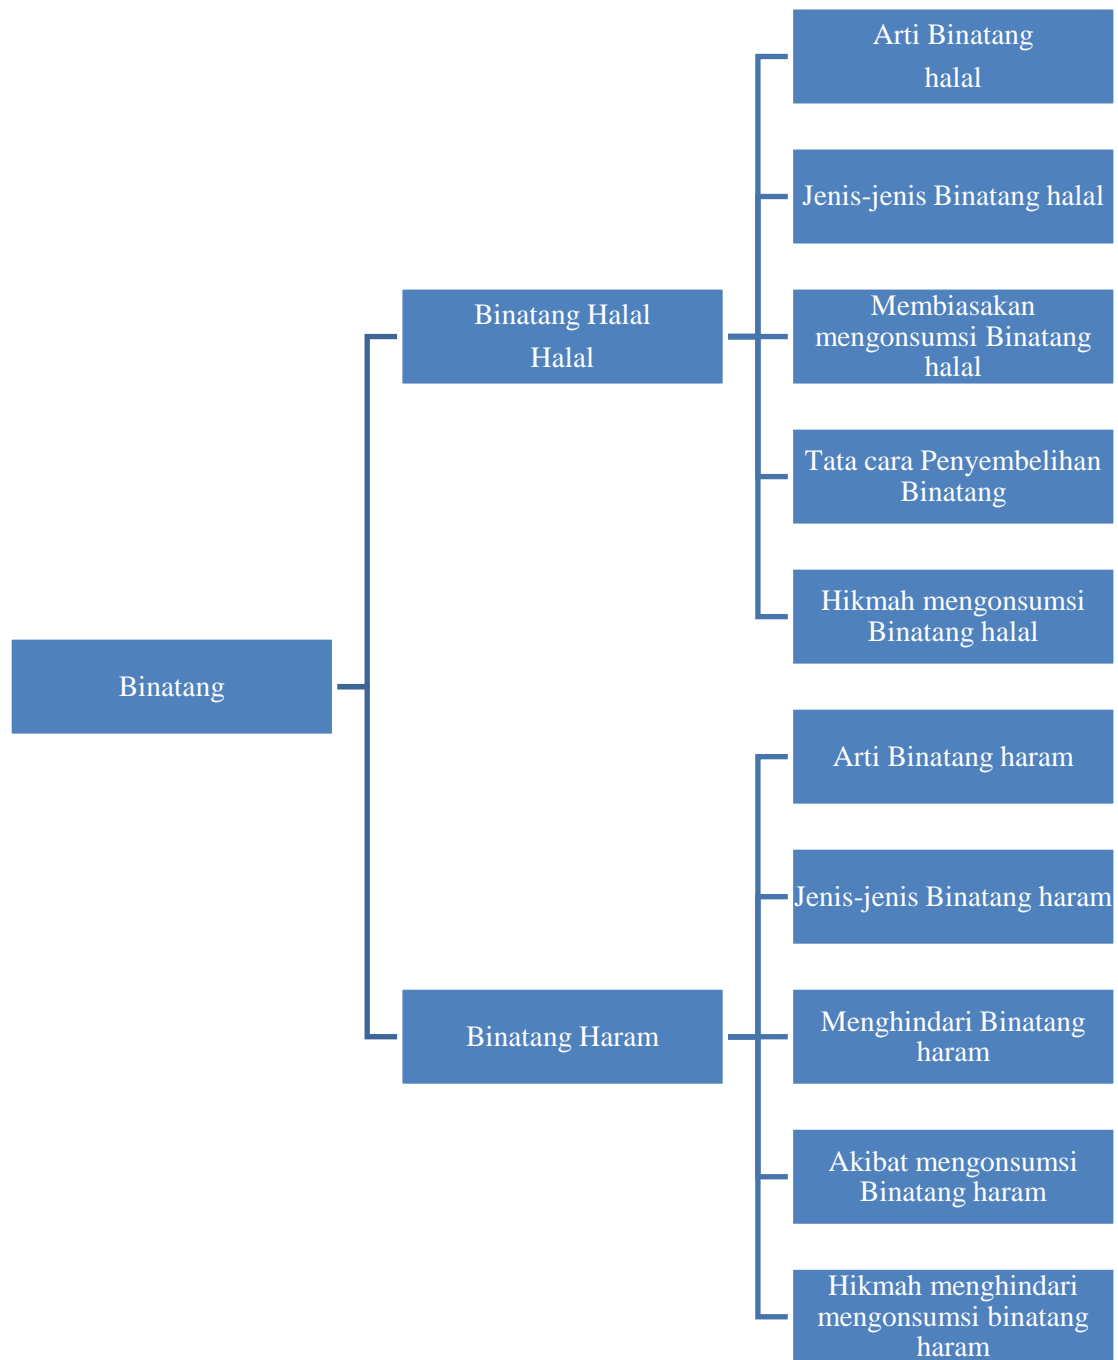 Binatang
Binatang Halal
Halal
Arti Binatang
halal
Jenis-jenis Binatang halal
Membiasakan
mengonsumsi Binatang
halal
Tata cara Penyembelihan
Binatang
Hikmah mengonsumsi
Binatang halal
Binatang Haram
Arti Binatang haram
Jenis-jenis Binatang haram
Menghindari Binatang
haram
Akibat mengonsumsi
Binatang haram
Hikmah menghindari
mengonsumsi binatang
haram